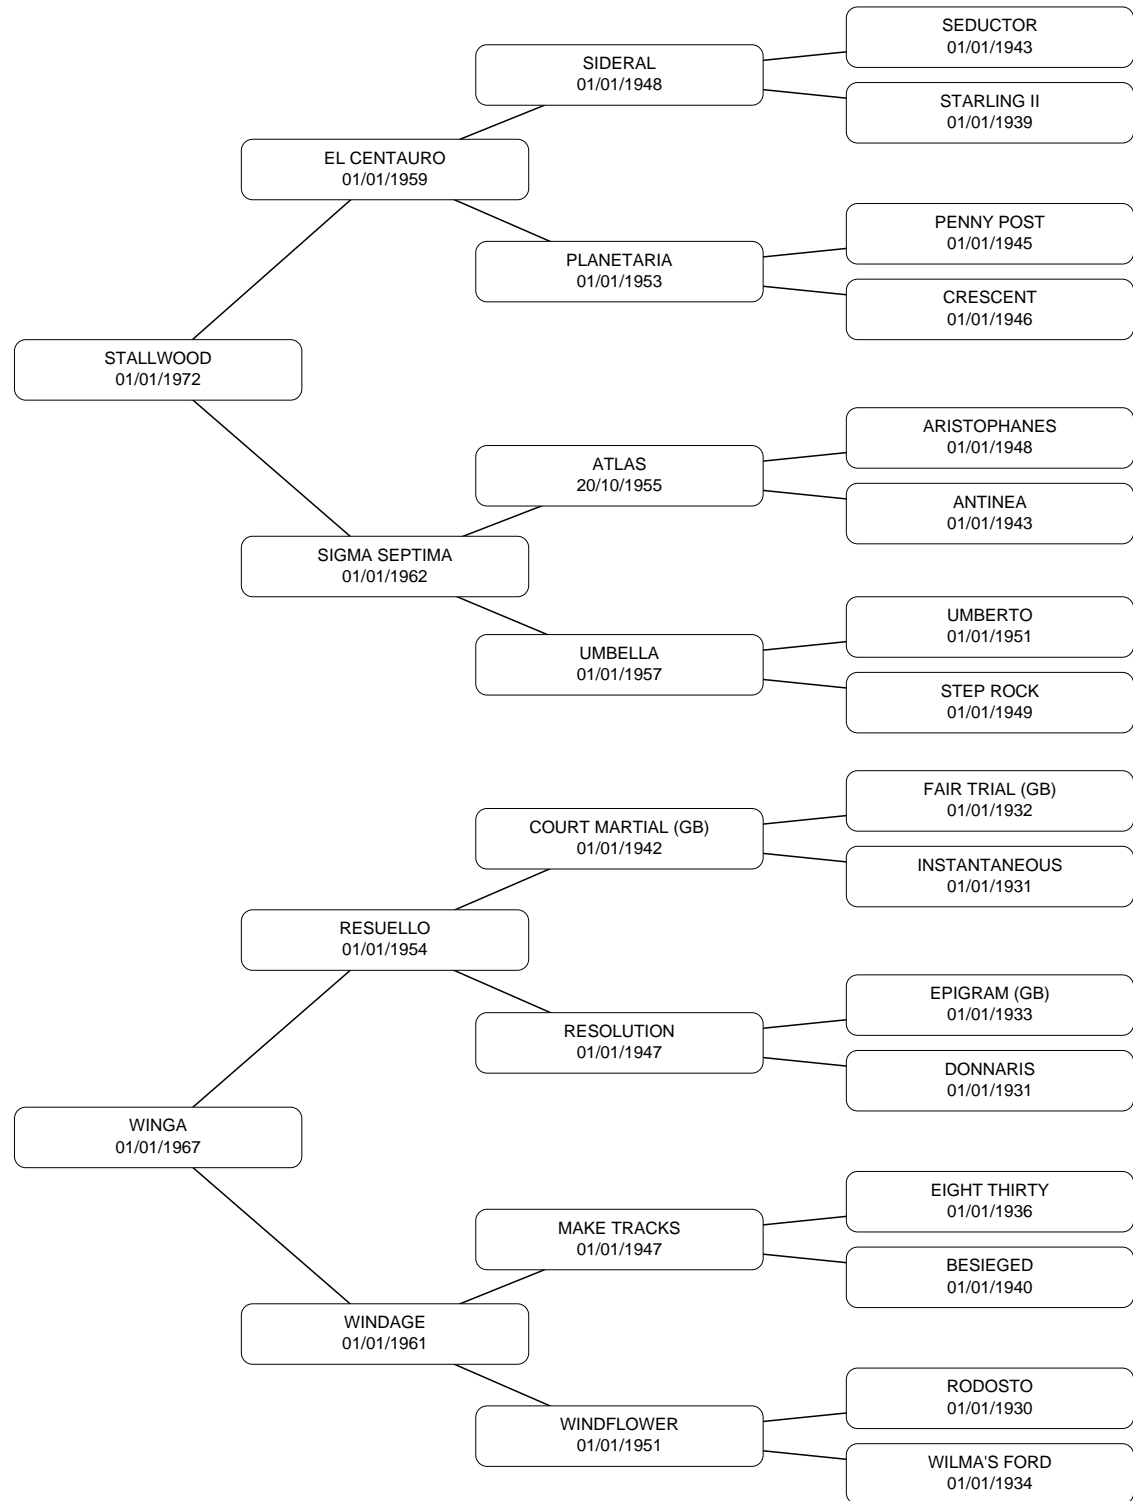 SEDUCTOR
01/01/1943
SIDERAL
01/01/1948
STARLING II
01/01/1939
EL CENTAURO
01/01/1959
PENNY POST
01/01/1945
PLANETARIA
01/01/1953
CRESCENT
01/01/1946
STALLWOOD
01/01/1972
ARISTOPHANES
01/01/1948
ATLAS
20/10/1955
ANTINEA
01/01/1943
SIGMA SEPTIMA
01/01/1962
UMBERTO
01/01/1951
UMBELLA
01/01/1957
STEP ROCK
01/01/1949
FAIR TRIAL (GB)
01/01/1932
COURT MARTIAL (GB)
01/01/1942
INSTANTANEOUS
01/01/1931
RESUELLO
01/01/1954
EPIGRAM (GB)
01/01/1933
RESOLUTION
01/01/1947
DONNARIS
01/01/1931
WINGA
01/01/1967
EIGHT THIRTY
01/01/1936
MAKE TRACKS
01/01/1947
BESIEGED
01/01/1940
WINDAGE
01/01/1961
RODOSTO
01/01/1930
WINDFLOWER
01/01/1951
WILMA'S FORD
01/01/1934